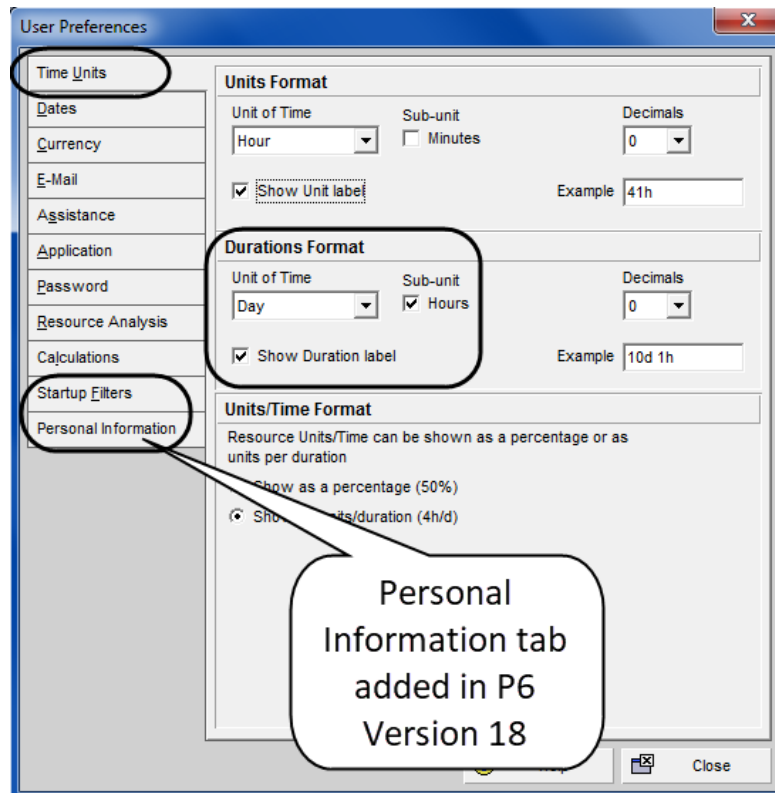 User Preferences
Time Units
Dates
Currency
E-Mail
Assistance
Application
Password
Resource Analysis
Calculations
Startup Filters
Personal Information
Units Format
Unit of Time Sub-unit Decimals
Hour Minutes 0
Show Unit label Example 41h
Durations Format
Unit of Time Sub-unit Decimals
Day Hours 0
Show Duration label Example 10d 1h
Units/Time Format
Resource Units/Time can be shown as a percentage or as
units per duration
Show as a percentage (50%)
(4h/d)
Personal
Information tab
added in P6
Version 18
Close